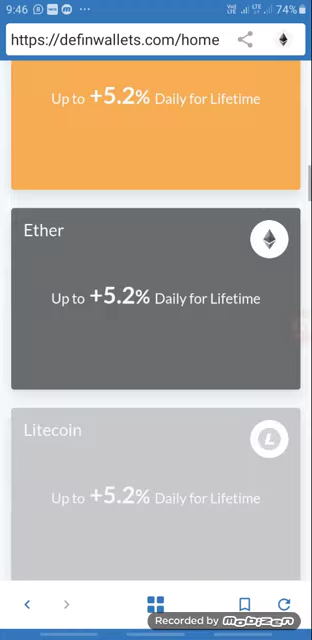 9:46 74%
https://definwallets.com/home
Up to +5.2% Daily for Lifetime
Ether
Up to +5.2% Daily for Lifetime
Litecoin
Up to +5.2% Daily for Lifetime
Recorded by MOBIZEN